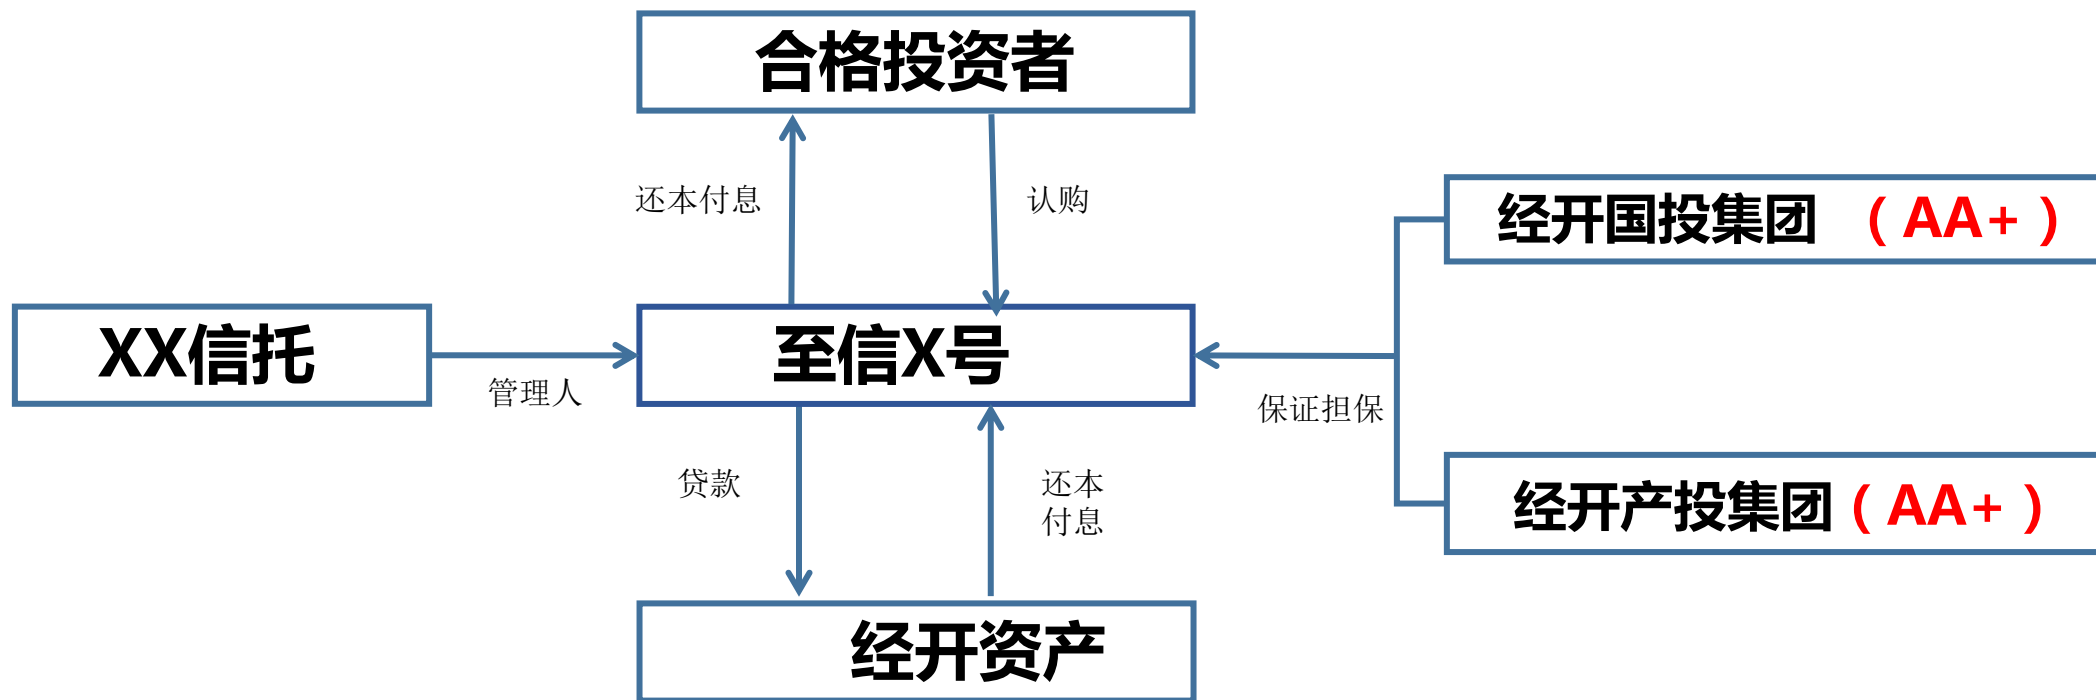 合格投资者
还本付息
认购
经开国投集团 （AA+）
XX信托
至信X号
管理人
保证担保
贷款
还本
付息
经开产投集团（AA+）
经开资产